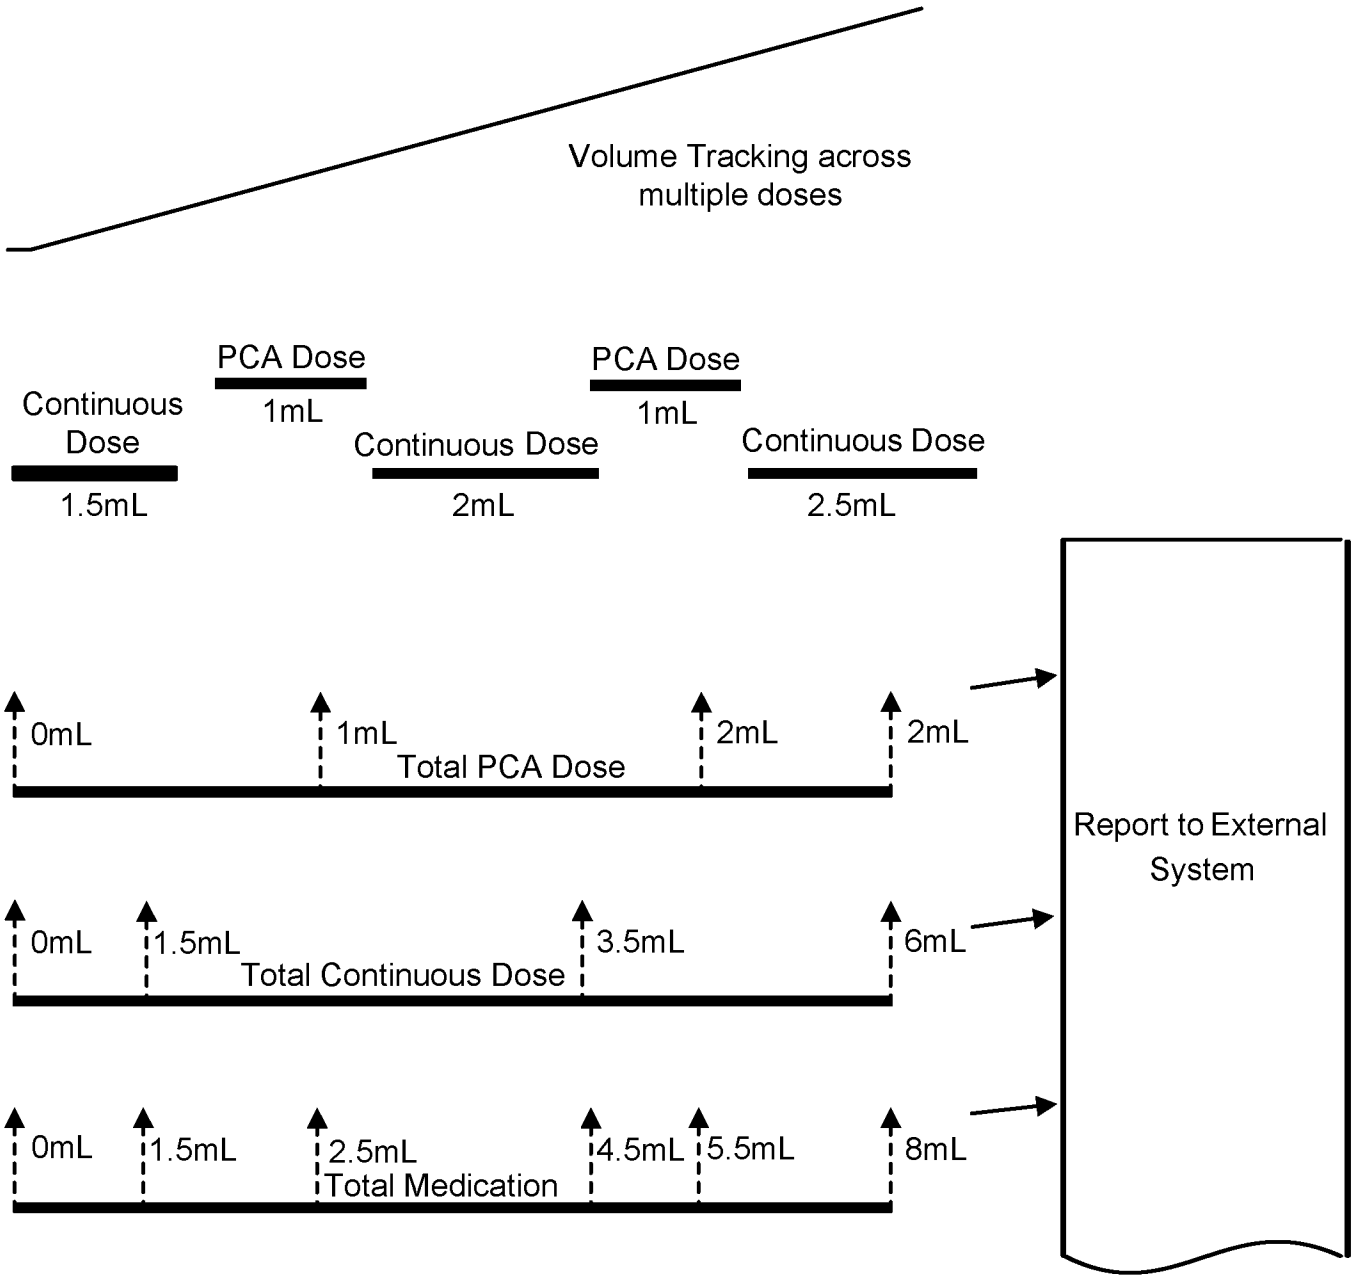 Volume Tracking across
multiple doses
PCA Dose
1mL
PCA Dose
1mL
Continuous
Dose
1.5mL
Continuous Dose
2mL
Continuous Dose
2.5mL
0mL
1mL
2mL
2mL
Total PCA Dose
0mL
1.5mL
3.5mL
6mL
Total Continuous Dose
0mL
1.5mL
2.5mL
4.5mL
5.5mL
8mL
Total Medication
Report to External
System